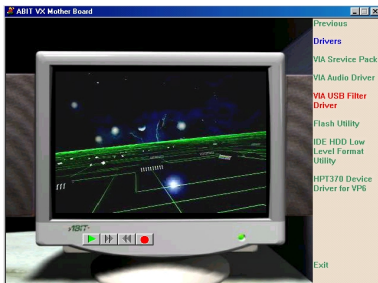 ABIT VX Mother Board
Previous
Drivers
VIA Srevice Pack
VIA Audio Driver
VIA USB Filter
Driver
Flash Utility
IDE HDD Low
Level Format
Utility
HPT370 Device
Driver for VP6
ABIT
Exit